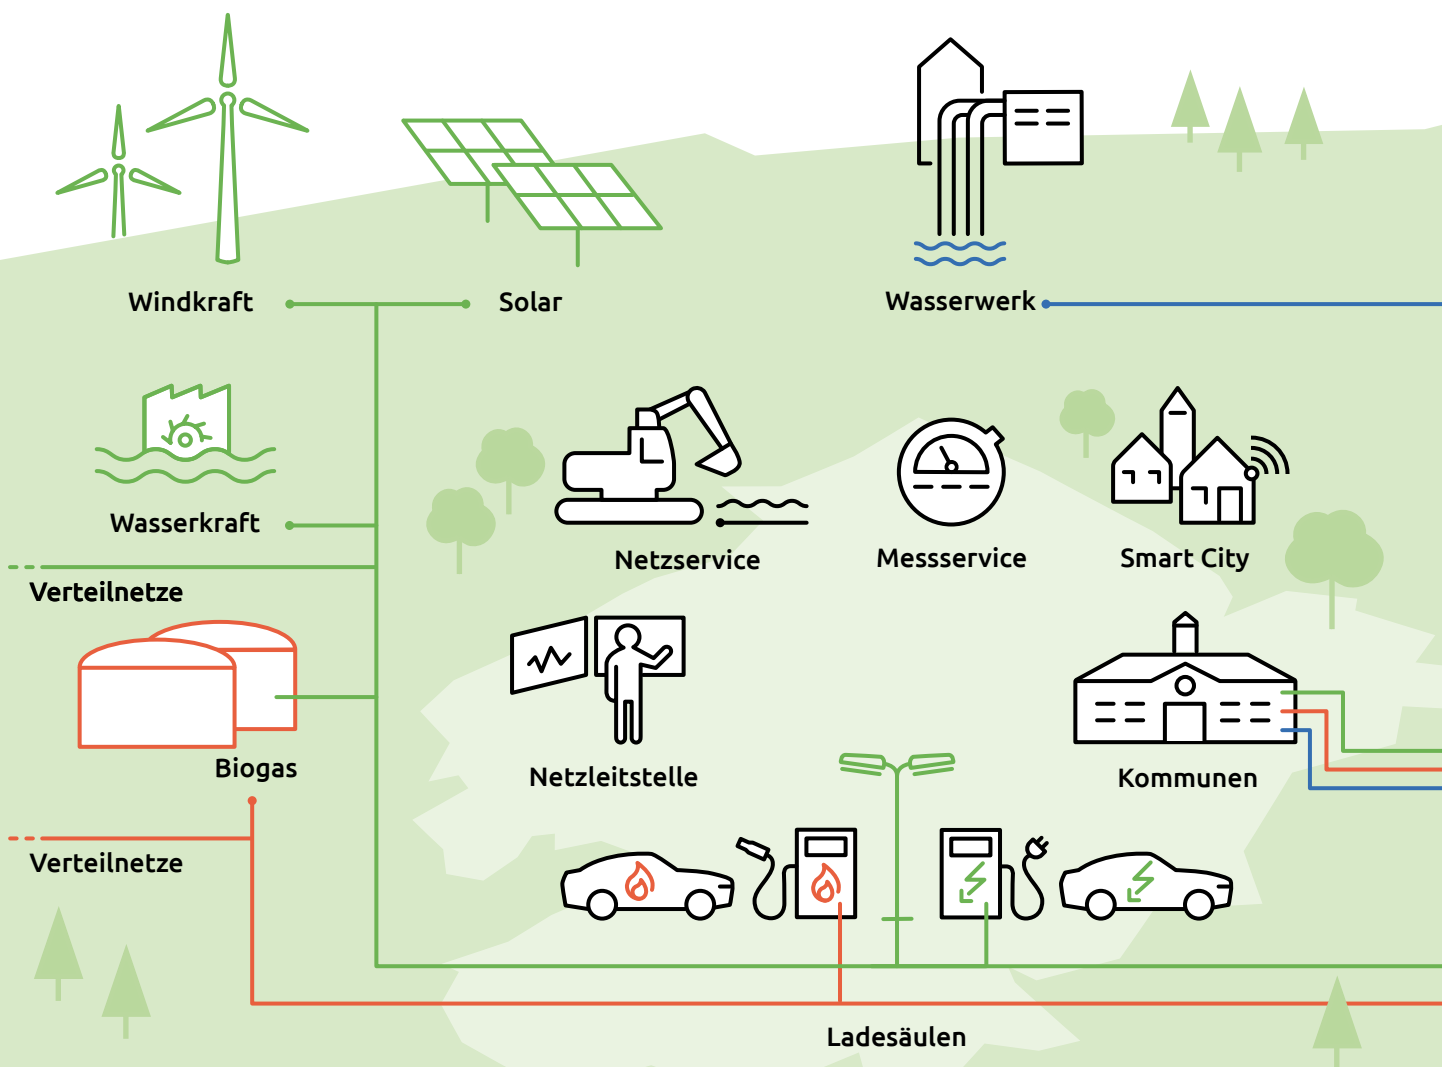 Windkraft
Solar
Wasserwerk
Wasserkraft
Netzservice
Messservice
Smart City
Verteilnetze
Biogas
Netzleitstelle
Kommunen
Verteilnetze
Ladesäulen